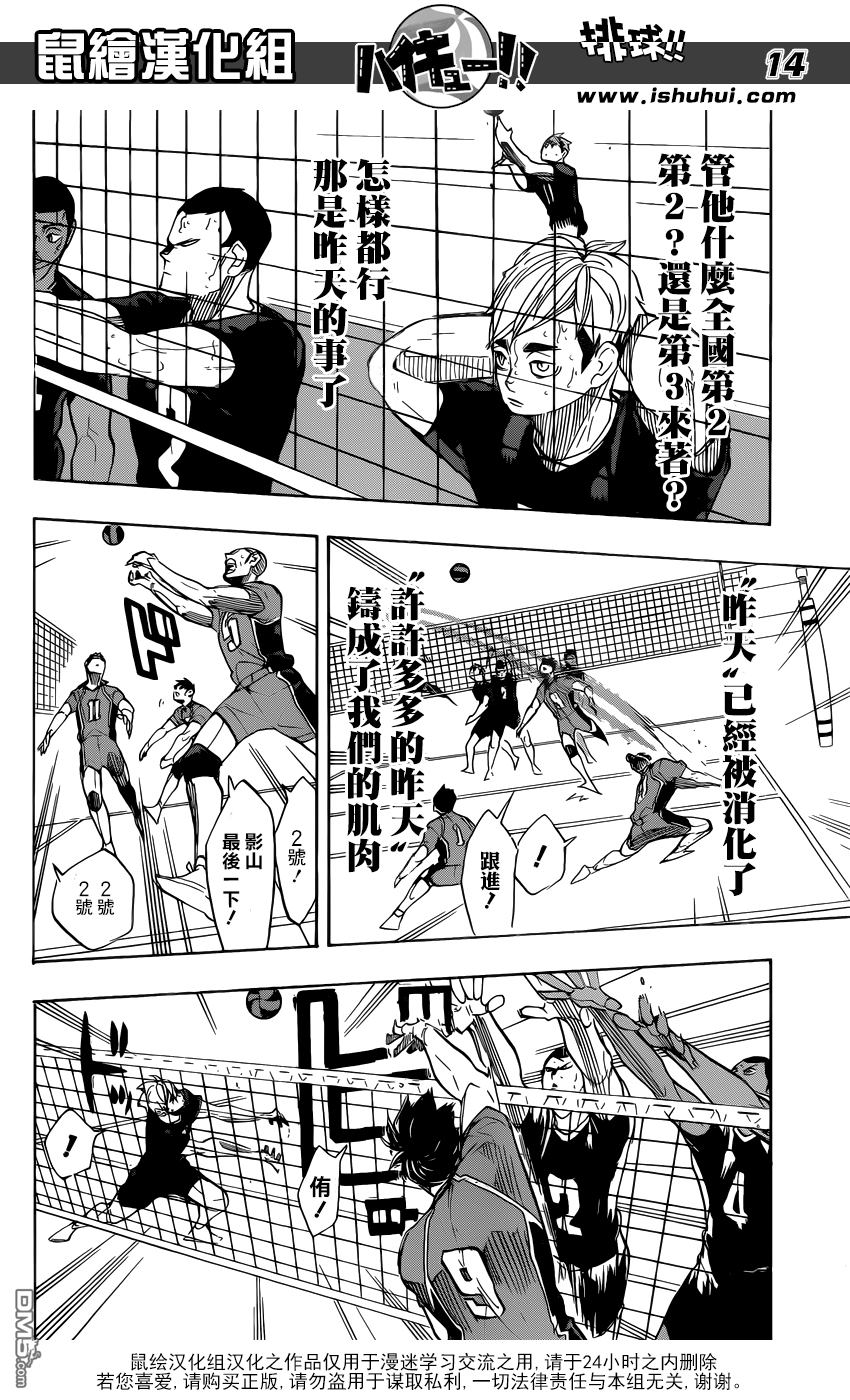 鼠繪漢化組
ハイキュー!!
排球!!
14
www.ishuhui.com
管他什麼全國第2
第2？還是第3來著？
怎樣都行
那是昨天的事了
“昨天”已經被消化了
“許許多多的昨天”
鑄成了我們的肌肉
！
跟進！
2號！
影山
最後一下！
2號
2號
侑！
！
9
2
4
11
1
DM5
鼠绘汉化组汉化之作品仅用于漫迷学习交流之用, 请于24小时之内删除
若您喜爱, 请购买正版, 请勿盗用于谋取私利, 一切法律责任与本组无关, 谢谢。